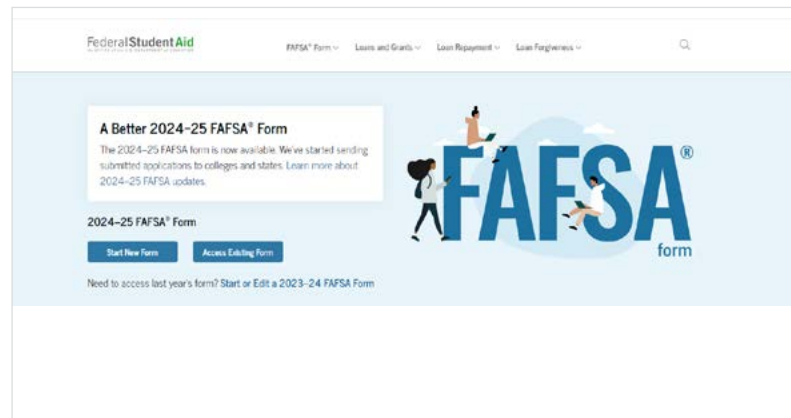 Federal Student Aid
FAFSA® Form
Loans and Grants
Loan Repayment
Loan Forgiveness
A Better 2024–25 FAFSA® Form
The 2024–25 FAFSA form is now available. We've started sending
submitted applications to colleges and states. Learn more about
2024–25 FAFSA updates.
2024–25 FAFSA® Form
Start New Form
Access Existing Form
Need to access last year's form? Start or Edit a 2023–24 FAFSA Form
FAFSA®
form